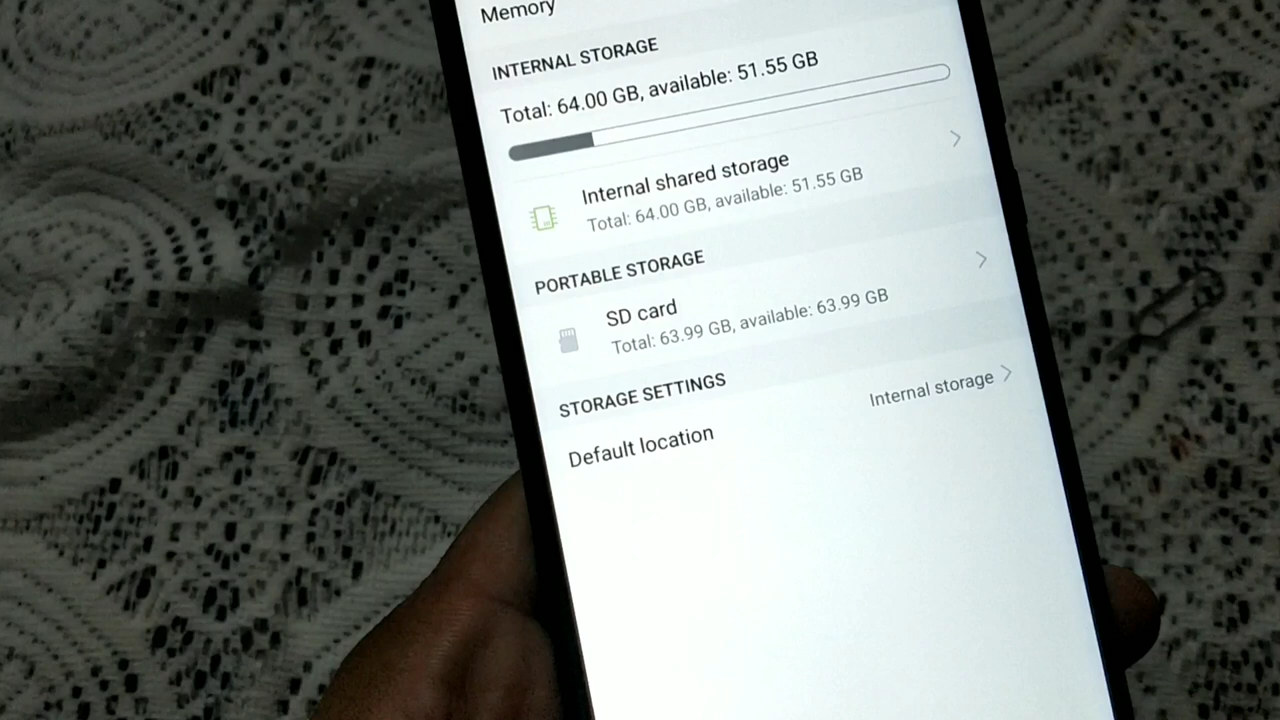 Memory
INTERNAL STORAGE
Total: 64.00 GB, available: 51.55 GB
Internal shared storage
Total: 64.00 GB, available: 51.55 GB
PORTABLE STORAGE
SD card
Total: 63.99 GB, available: 63.99 GB
STORAGE SETTINGS
Default location
Internal storage